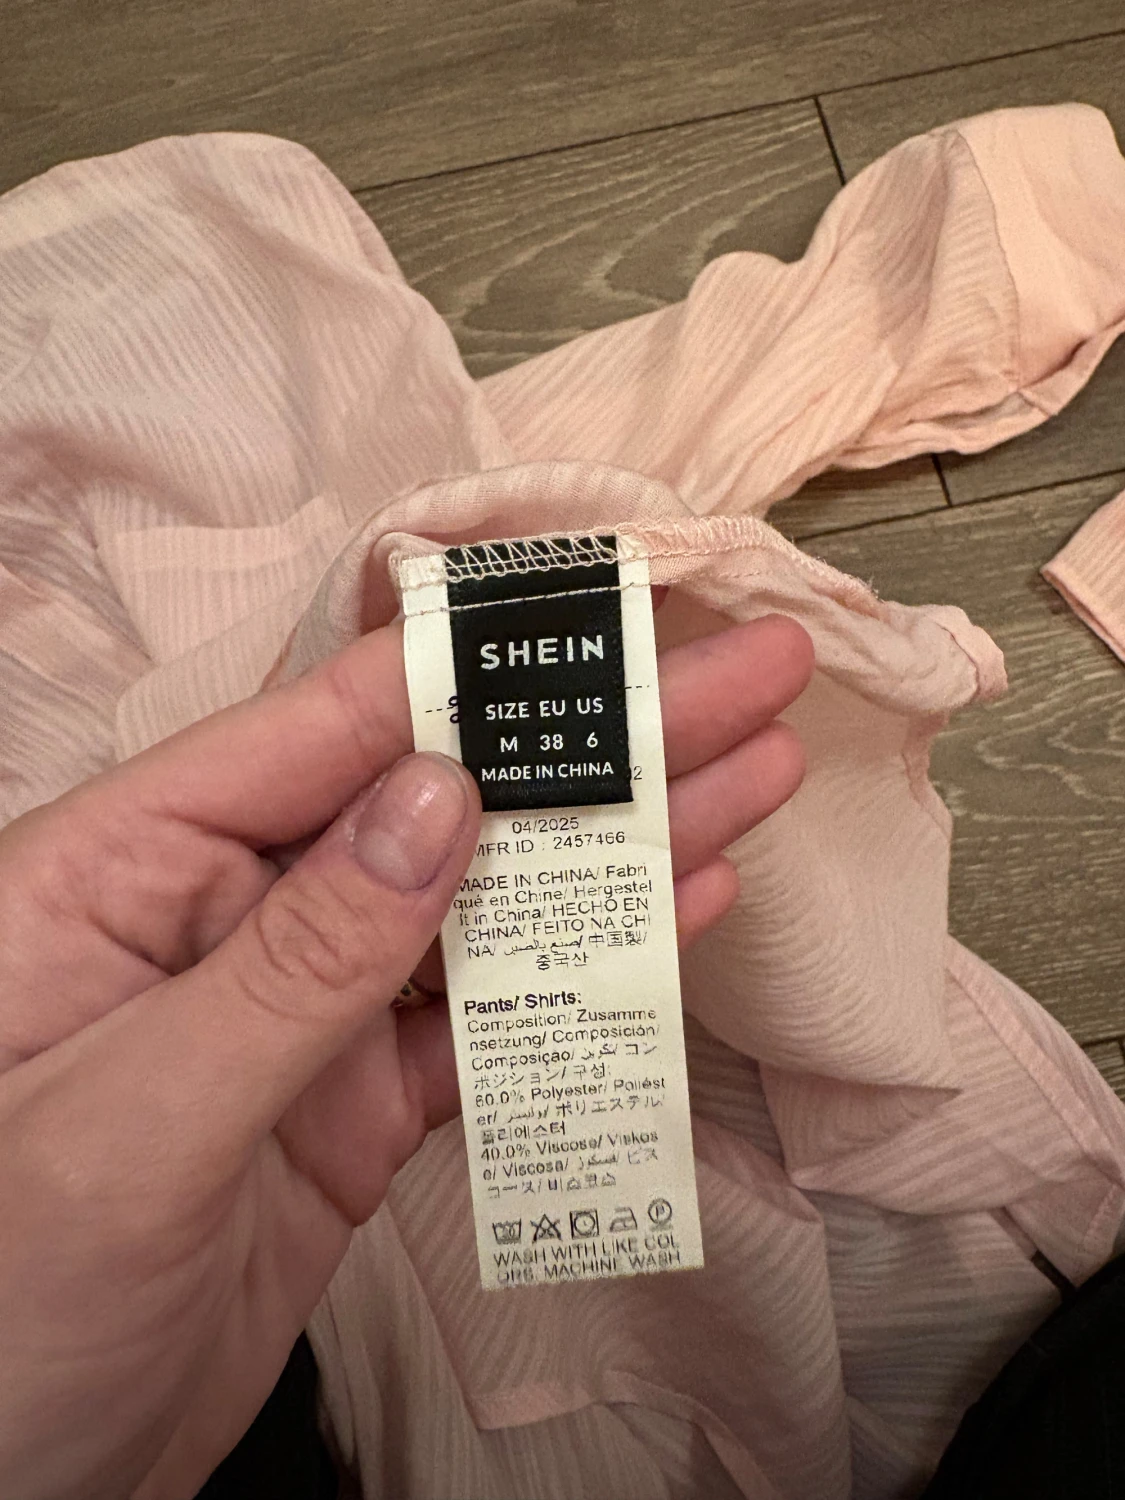 SHEIN
SIZE EU US
M 38 6
MADE IN CHINA
02
04/2025
MFR ID : 2457466
MADE IN CHINA/ Fabri
qué en Chine/ Hergestel
lt in China/ HECHO EN
CHINA/ FEITO NA CHI
NA/ صنع بالصين/ 中国製/
중국산
Pants/ Shirts:
Composition/ Zusamme
nsetzung/ Composición/
Composição/ تكوين/ コン
ポジション/ 구성:
60.0% Polyester/ Poliést
er/ بوليستر/ ポリエステル/
폴리에스터
40.0% Viscose/ Viskos
e/ Viscosa/ فسكوز/ ビス
コース/ 비스코스
WASH WITH LIKE COL
ORS. MACHINE WASH